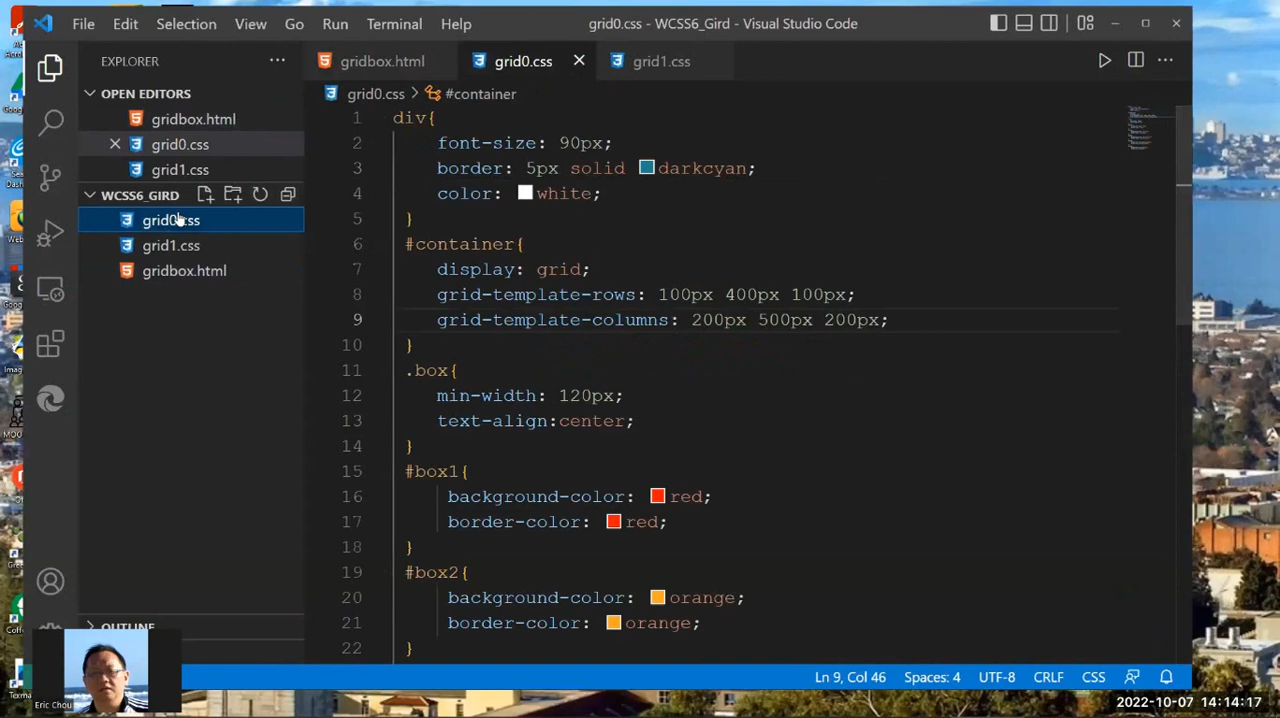 File Edit Selection View Go Run Terminal Help
grid0.css - WCSS6_Gird - Visual Studio Code
EXPLORER
OPEN EDITORS
gridbox.html
grid0.css
grid1.css
WCSS6_GIRD
grid0.css
grid1.css
gridbox.html
OUTLINE
gridbox.html grid0.css grid1.css
grid0.css > #container
1 div{
2 font-size: 90px;
3 border: 5px solid darkcyan;
4 color: white;
5 }
6 #container{
7 display: grid;
8 grid-template-rows: 100px 400px 100px;
9 grid-template-columns: 200px 500px 200px;
10 }
11 .box{
12 min-width: 120px;
13 text-align:center;
14 }
15 #box1{
16 background-color: red;
17 border-color: red;
18 }
19 #box2{
20 background-color: orange;
21 border-color: orange;
22 }
Ln 9, Col 46 Spaces: 4 UTF-8 CRLF CSS
Eric Chou
2022-10-07 14:14:17